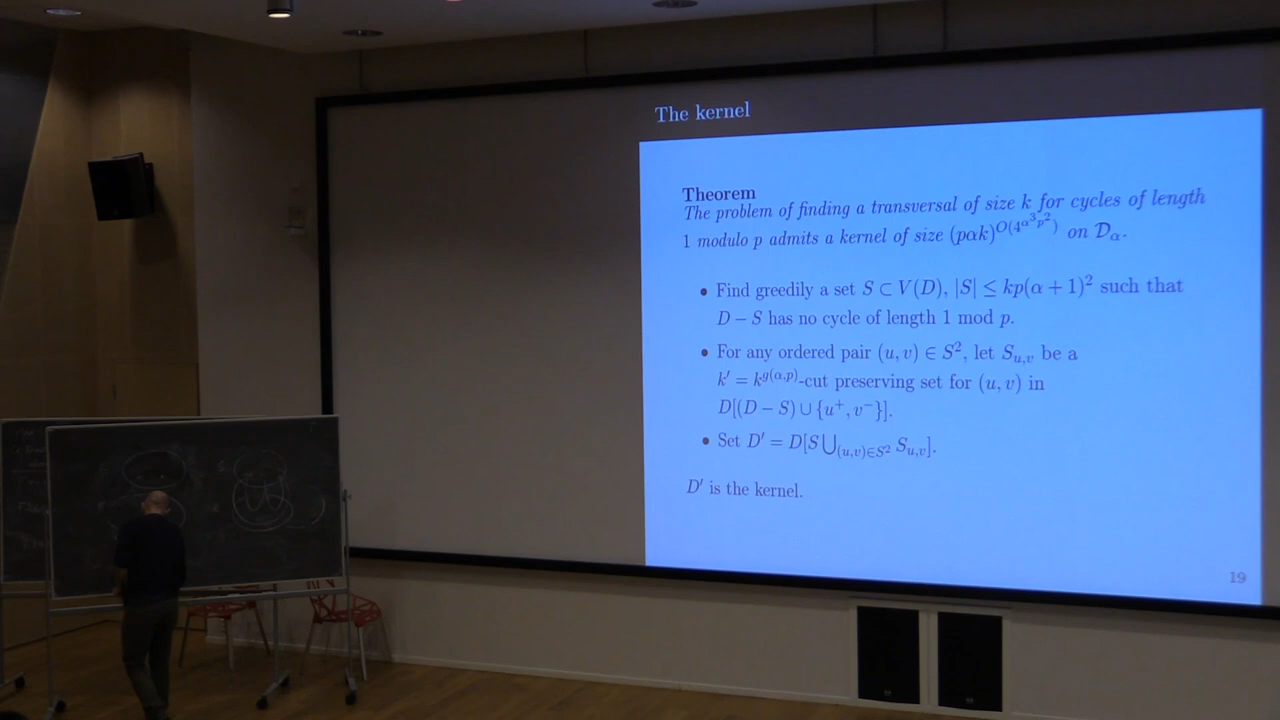 The kernel
Theorem
The problem of finding a transversal of size k for cycles of length
1 modulo p admits a kernel of size (pαk)^{O(4^{α^3 p^2})} on 𝒟_α.
• Find greedily a set S ⊂ V(D), |S| ≤ kp(α + 1)^2 such that
D − S has no cycle of length 1 mod p.
• For any ordered pair (u, v) ∈ S^2, let S_{u,v} be a
k′ = k^{g(α,p)}-cut preserving set for (u, v) in
D[(D − S) ∪ {u^+, v^−}].
• Set D′ = D[S ⋃_{(u,v)∈S^2} S_{u,v}].
D′ is the kernel.
19